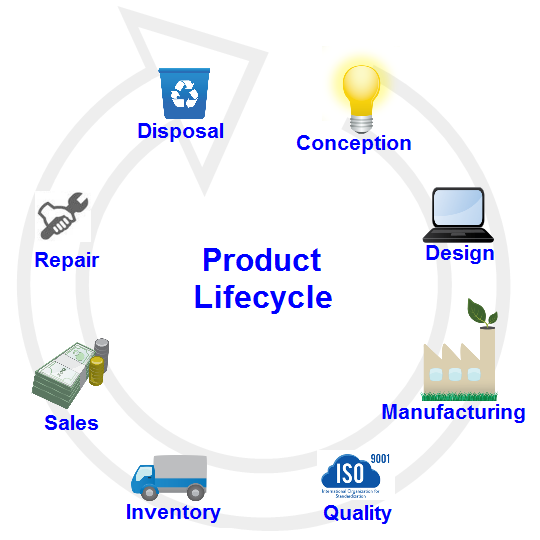 Disposal
Conception
Repair
Design
Product
Lifecycle
Sales
Manufacturing
ISO 9001
International Organization for
Standardization
Inventory
Quality